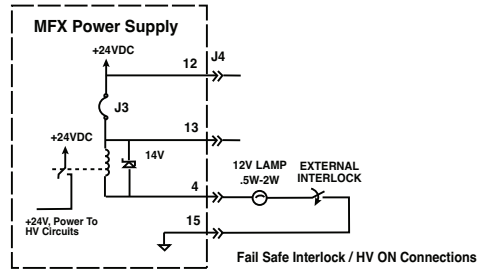 MFX Power Supply
+24VDC
12
J4
J3
13
+24VDC
14V
12V LAMP
.5W-2W
EXTERNAL
INTERLOCK
4
15
+24V, Power To
HV Circuits
Fail Safe Interlock / HV ON Connections